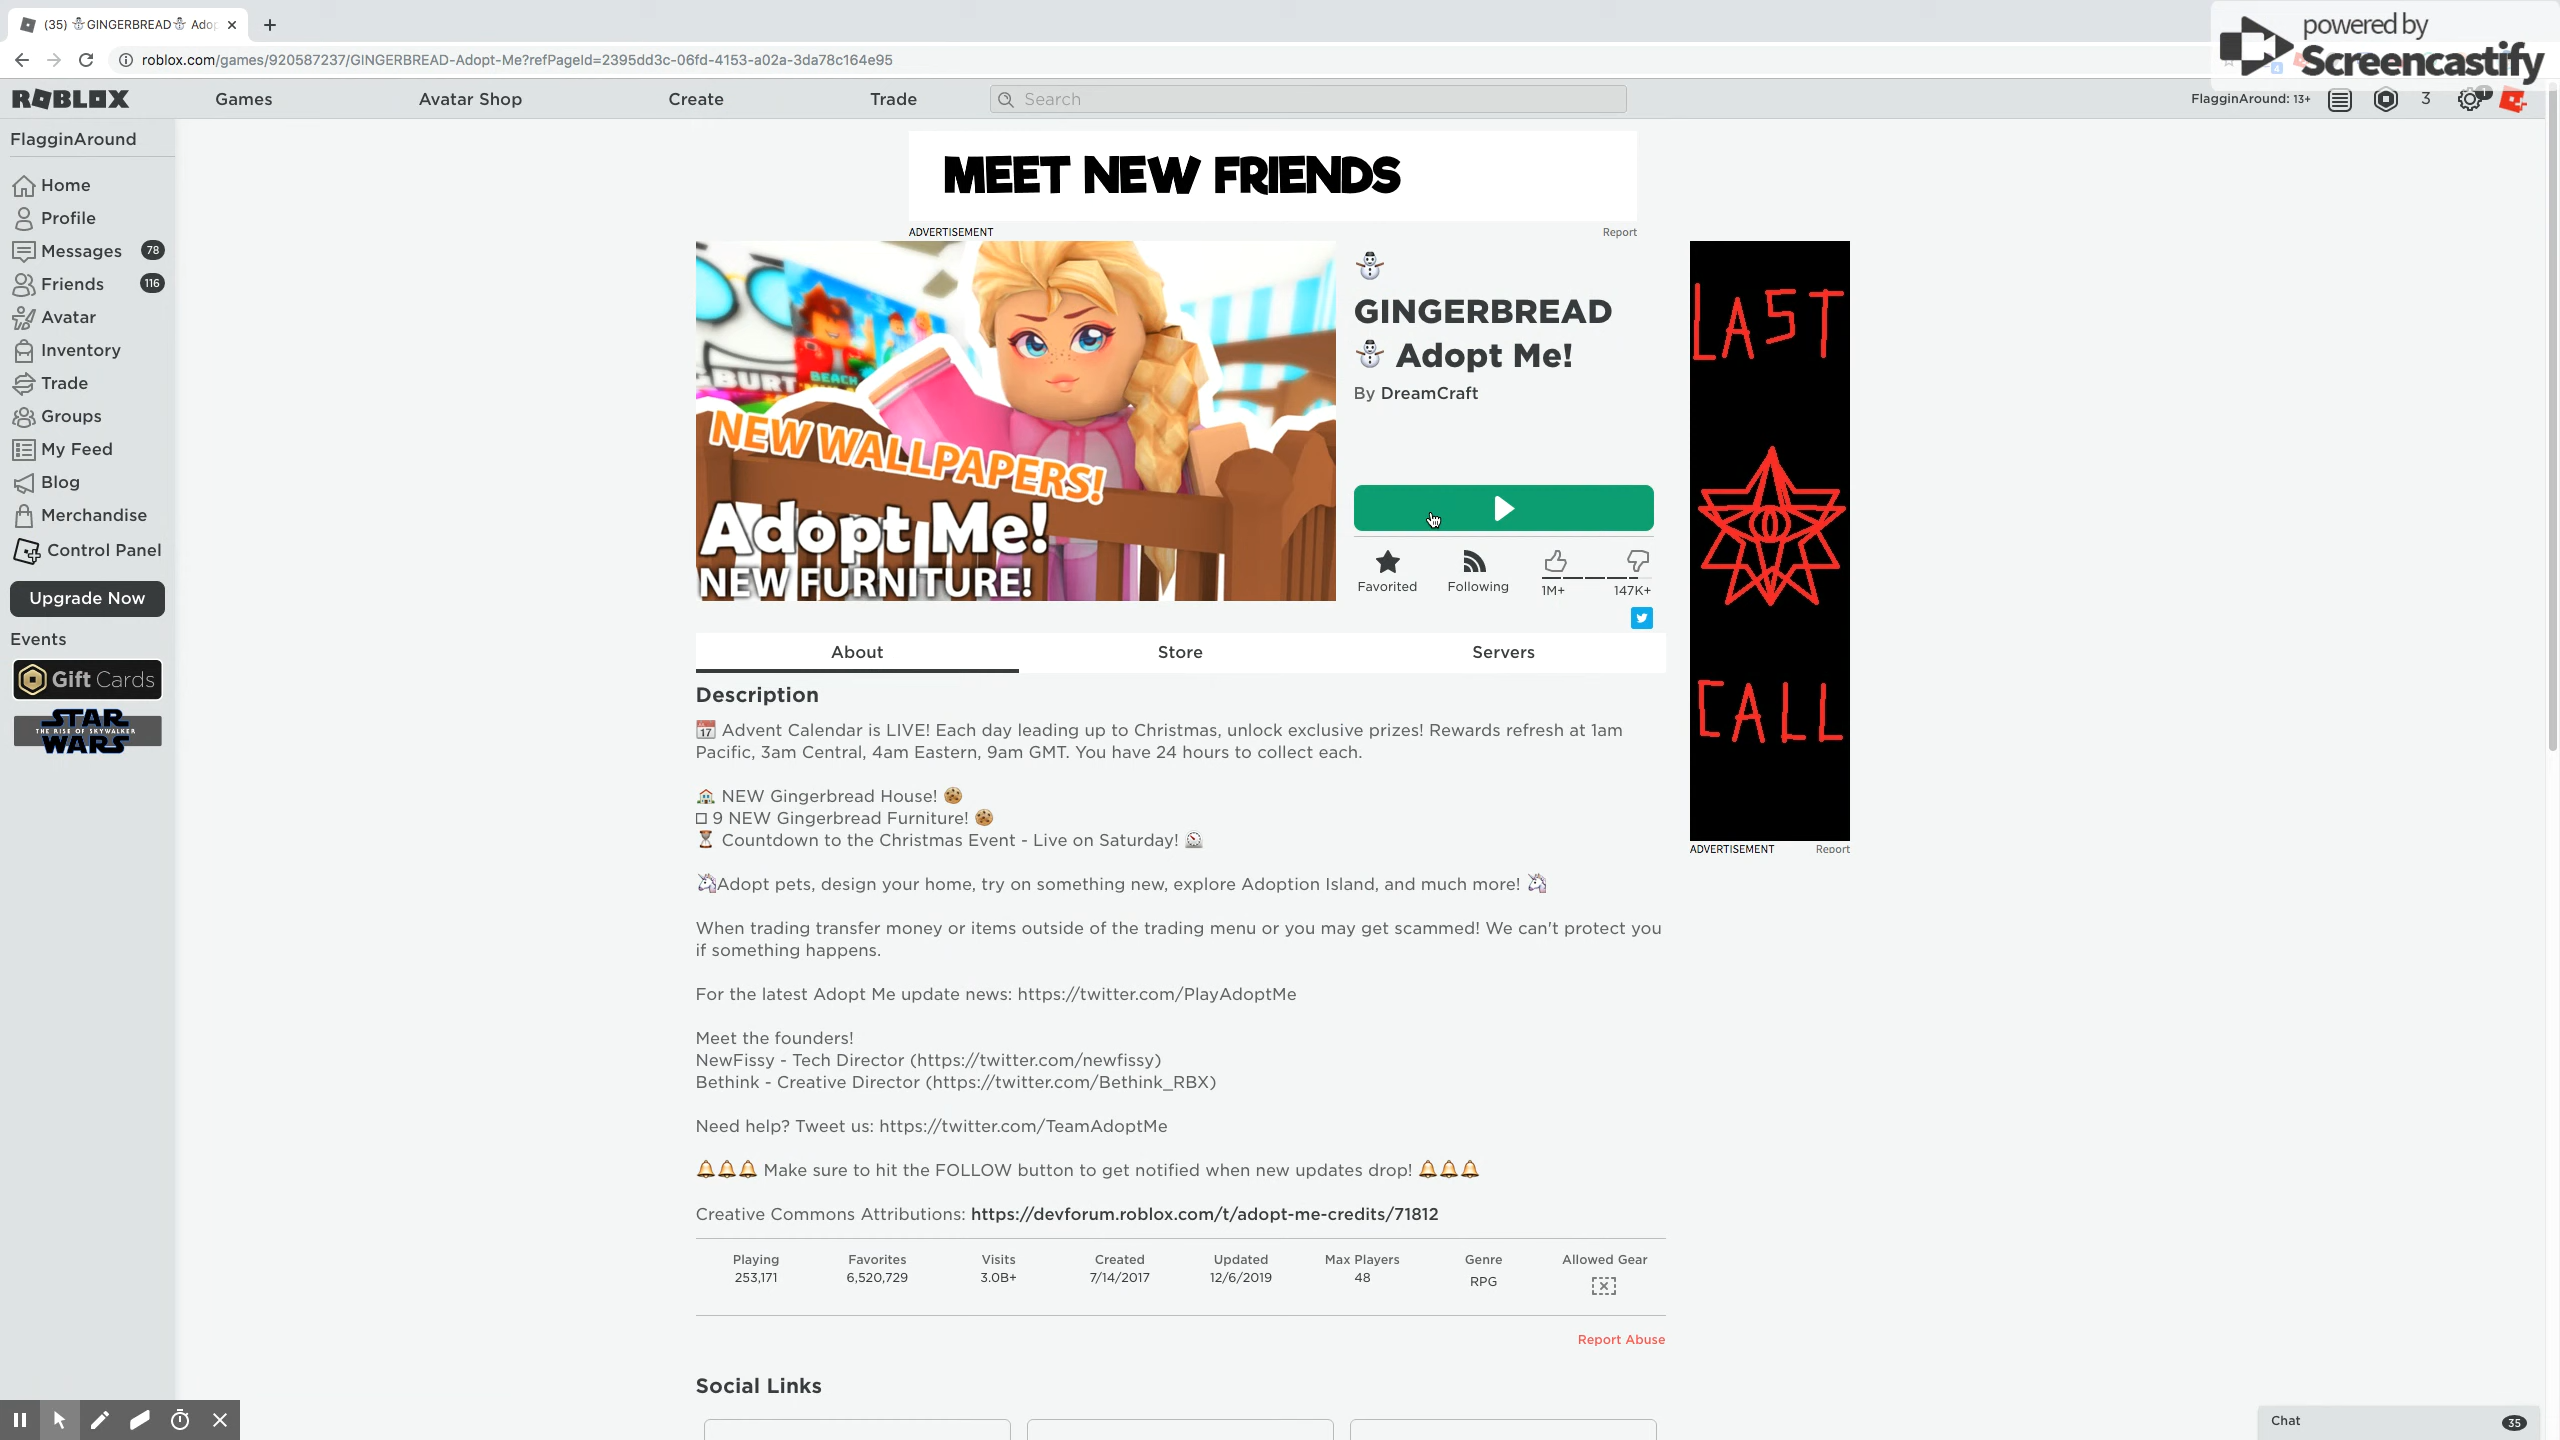 (35) ☃GINGERBREAD☃ Ado
powered by
Screencastify
roblox.com/games/920587237/GINGERBREAD-Adopt-Me?refPageId=2395dd3c-06fd-4153-a02a-3da78c164e95
ROBLOX
Games
Avatar Shop
Create
Trade
Search
FlagginAround: 13+
3
1
FlagginAround
Home
Profile
Messages 78
Friends 116
Avatar
Inventory
Trade
Groups
My Feed
Blog
Merchandise
Control Panel
Upgrade Now
Events
Gift Cards
STAR
THE RISE OF SKYWALKER
WARS
MEET NEW FRIENDS
ADVERTISEMENT
Report
BURT
BEACH
NEW WALLPAPERS!
Adopt Me!
NEW FURNITURE!
☃
GINGERBREAD
☃ Adopt Me!
By DreamCraft
Favorited
Following
1M+
147K+
LAST
CALL
ADVERTISEMENT
Report
About
Store
Servers
Description
📅 Advent Calendar is LIVE! Each day leading up to Christmas, unlock exclusive prizes! Rewards refresh at 1am
Pacific, 3am Central, 4am Eastern, 9am GMT. You have 24 hours to collect each.
🏠 NEW Gingerbread House! 🍪
□ 9 NEW Gingerbread Furniture! 🍪
⏳ Countdown to the Christmas Event - Live on Saturday! ⏲
🦄Adopt pets, design your home, try on something new, explore Adoption Island, and much more! 🦄
When trading transfer money or items outside of the trading menu or you may get scammed! We can't protect you
if something happens.
For the latest Adopt Me update news: https://twitter.com/PlayAdoptMe
Meet the founders!
NewFissy - Tech Director (https://twitter.com/newfissy)
Bethink - Creative Director (https://twitter.com/Bethink_RBX)
Need help? Tweet us: https://twitter.com/TeamAdoptMe
🔔🔔🔔 Make sure to hit the FOLLOW button to get notified when new updates drop! 🔔🔔🔔
Creative Commons Attributions: https://devforum.roblox.com/t/adopt-me-credits/71812
Playing
Favorites
Visits
Created
Updated
Max Players
Genre
Allowed Gear
253,171
6,520,729
3.0B+
7/14/2017
12/6/2019
48
RPG
Report Abuse
Social Links
Chat
35